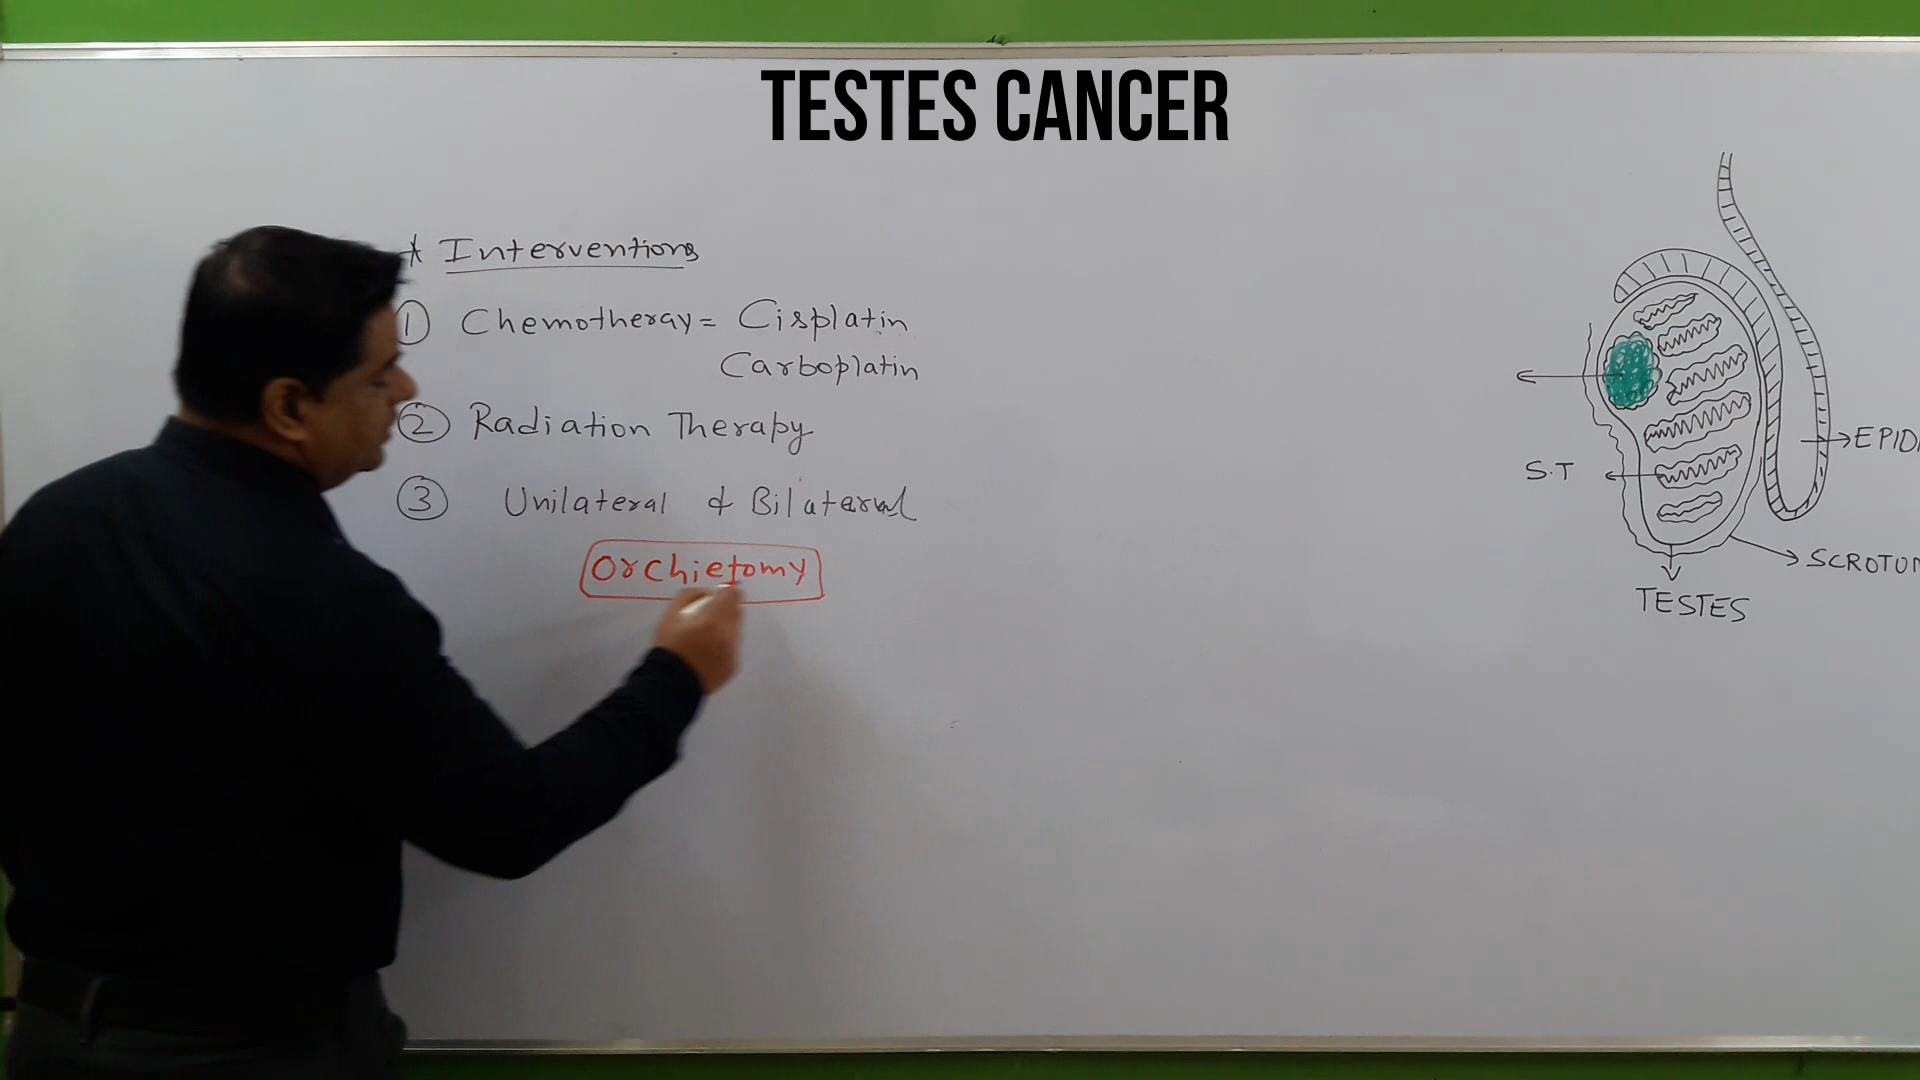 TESTES CANCER
* Interventions
① Chemotheray = Cisplatin
Carboplatin
② Radiation Therapy
③ Unilateral & Bilateral
Orchietomy
S.T
EPID
SCROTUM
TESTES